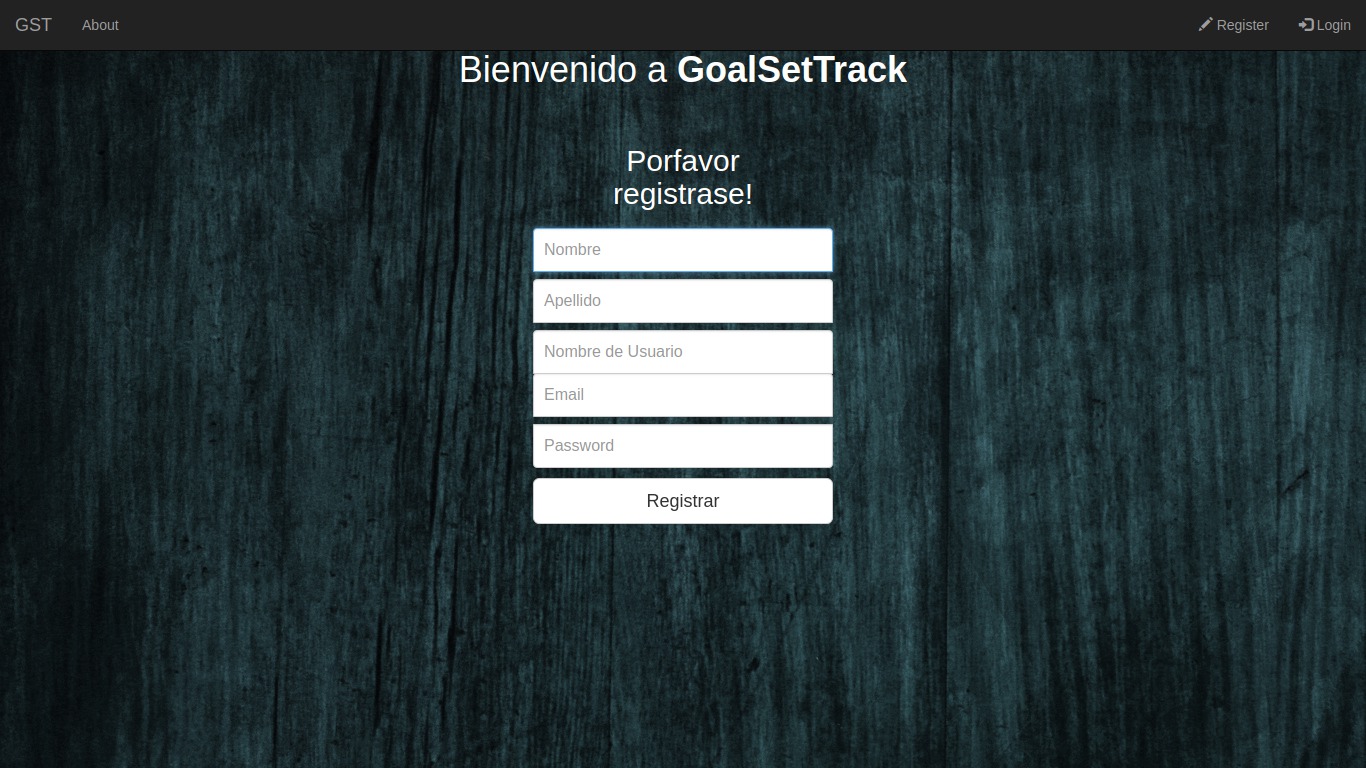 GST About Register Login
Bienvenido a GoalSetTrack
Porfavor
registrase!
Nombre
Apellido
Nombre de Usuario
Email
Password
Registrar